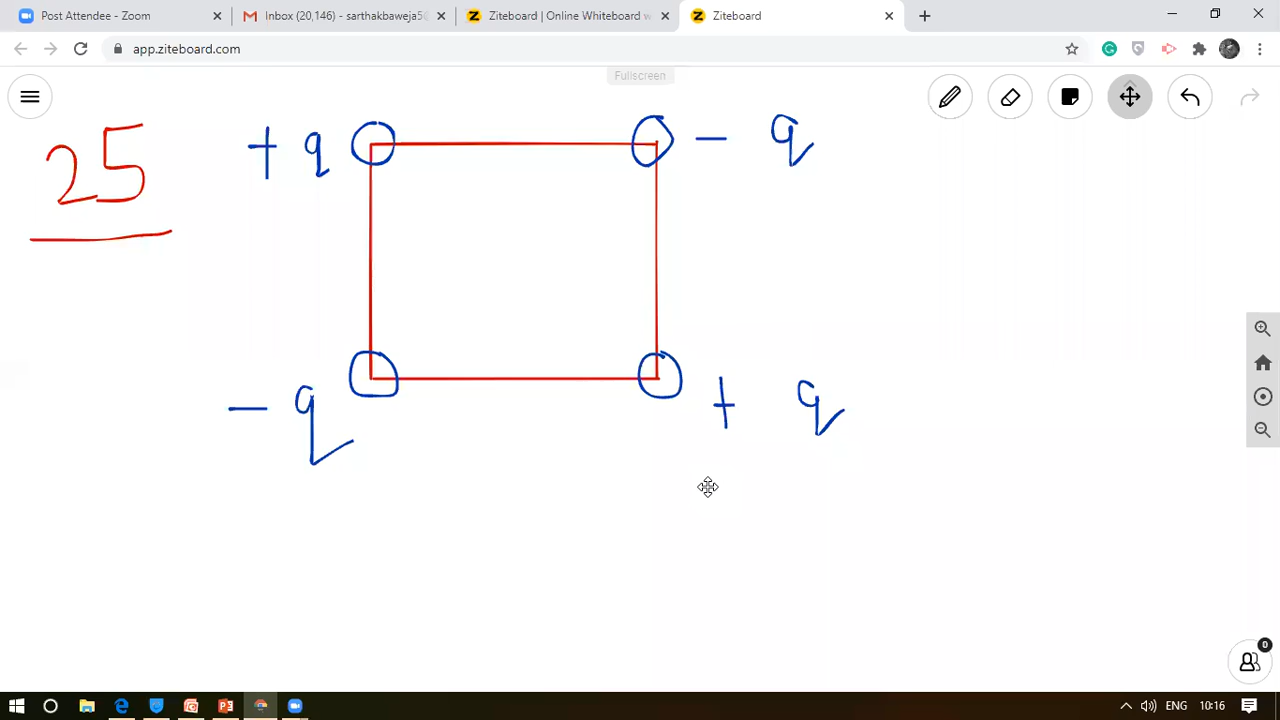 Post Attendee - Zoom
Inbox (20,146) - sarthakbaweja5
Ziteboard | Online Whiteboard w
Ziteboard
app.ziteboard.com
Fullscreen
25
+ q
- q
- q
+ q
0
ENG
10:16